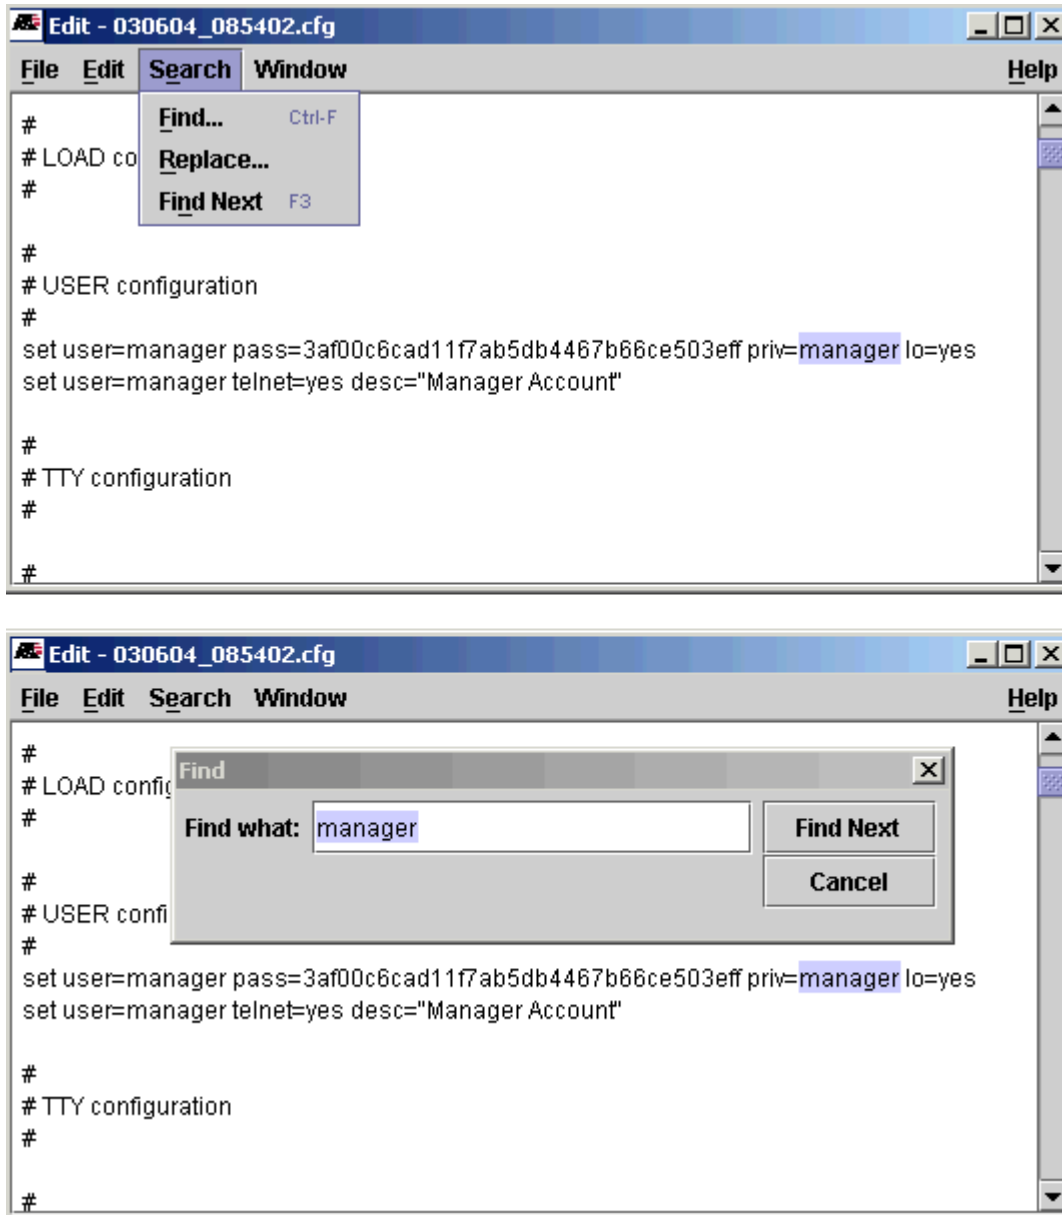 Edit - 030604_085402.cfg
File Edit Search Window Help
Find... Ctrl-F
Replace...
Find Next F3
#
# LOAD co
#
#
# USER configuration
#
set user=manager pass=3af00c6cad11f7ab5db4467b66ce503eff priv=manager lo=yes
set user=manager telnet=yes desc="Manager Account"
#
# TTY configuration
#
#
Edit - 030604_085402.cfg
File Edit Search Window Help
#
# LOAD config
#
Find
Find what: manager Find Next
Cancel
#
# USER confi
#
set user=manager pass=3af00c6cad11f7ab5db4467b66ce503eff priv=manager lo=yes
set user=manager telnet=yes desc="Manager Account"
#
# TTY configuration
#
#